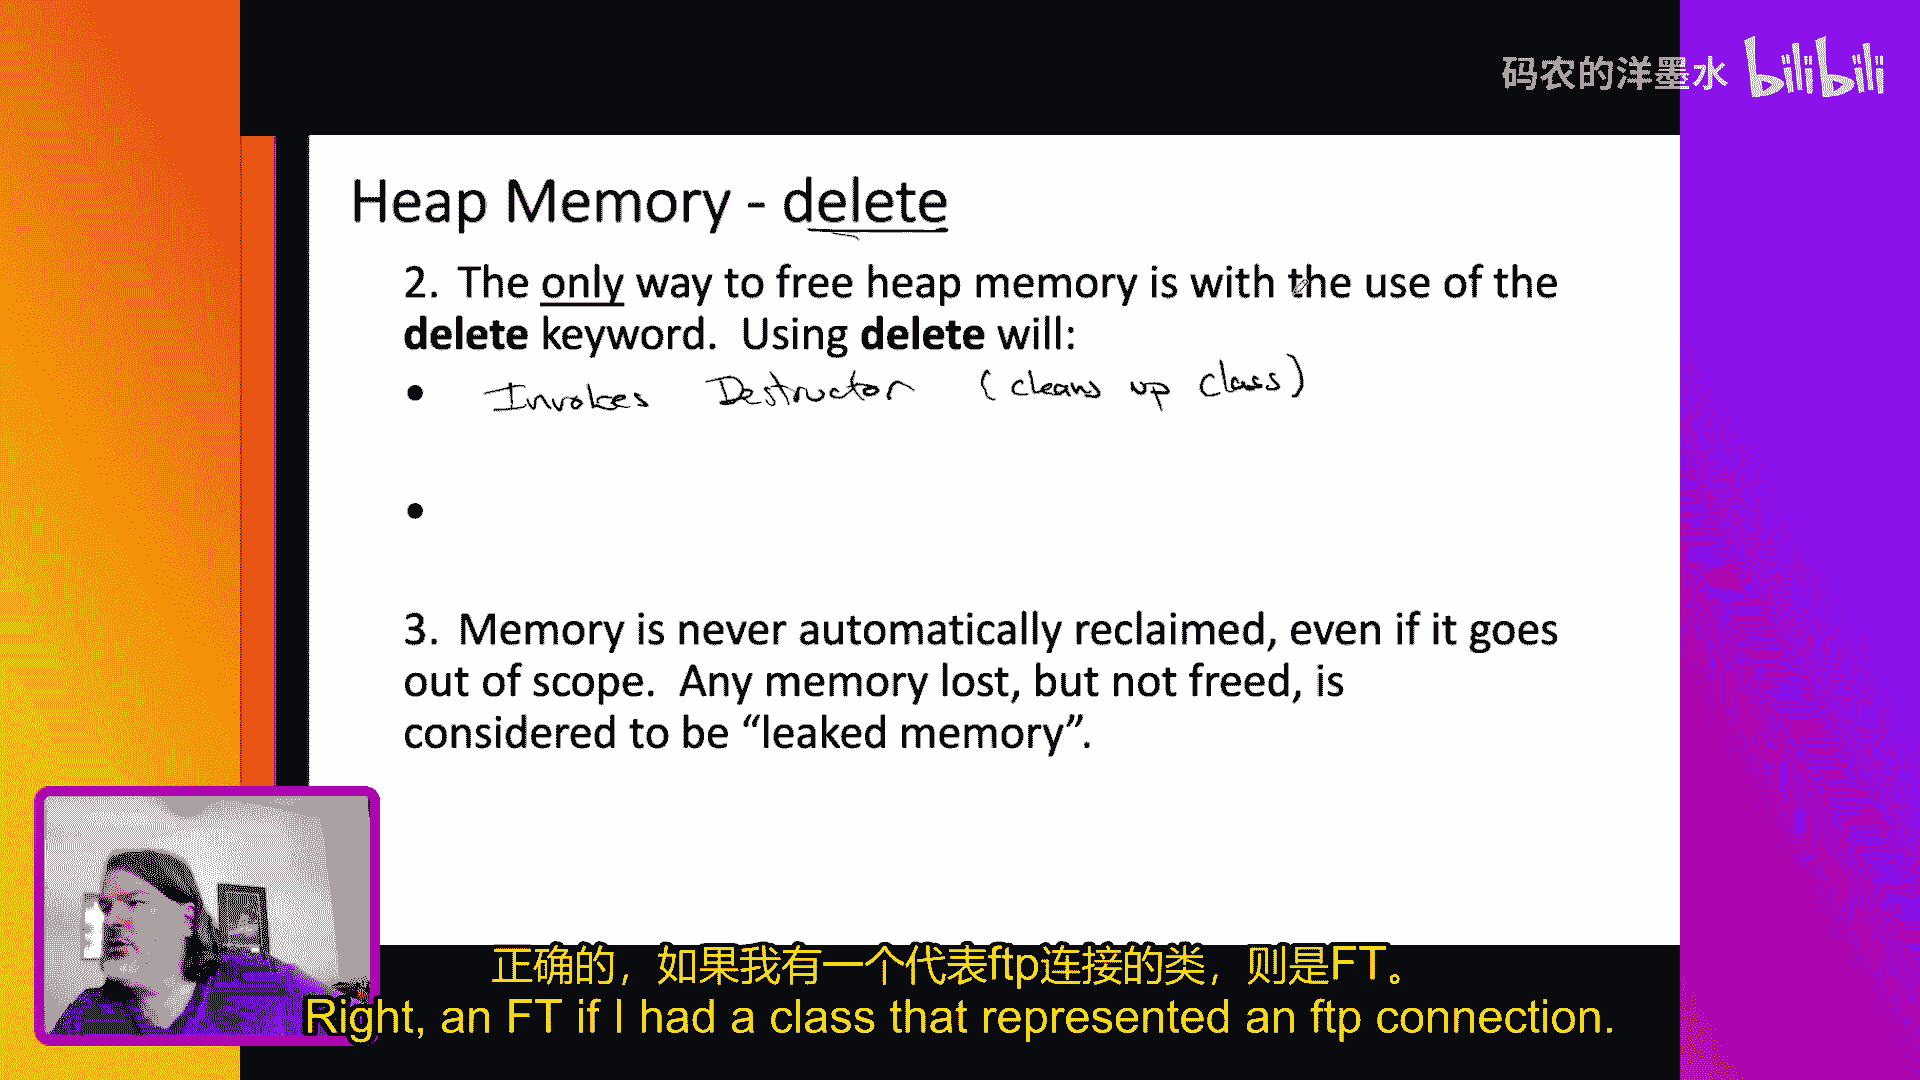 码农的洋墨水 bilibili
Heap Memory - delete
2. The only way to free heap memory is with the use of the
delete keyword. Using delete will:
• Invokes Destructor (cleans up class)
•
3. Memory is never automatically reclaimed, even if it goes
out of scope. Any memory lost, but not freed, is
considered to be “leaked memory”.
正确的，如果我有一个代表ftp连接的类，则是FT。
Right, an FT if I had a class that represented an ftp connection.